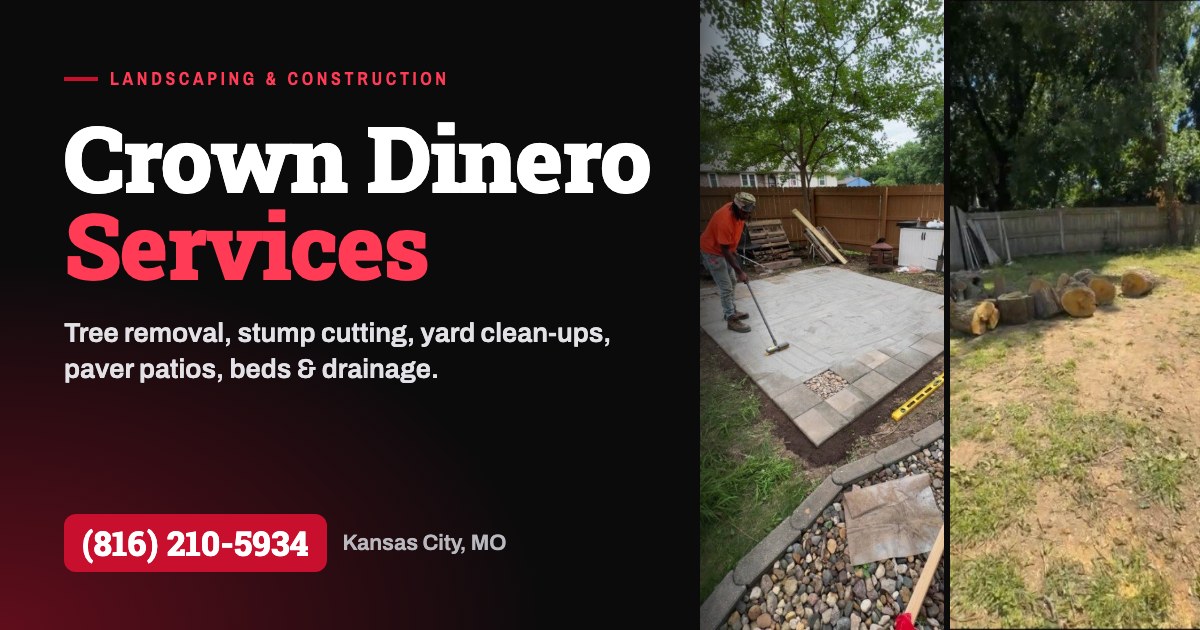 LANDSCAPING & CONSTRUCTION
Crown Dinero
Services
Tree removal, stump cutting, yard clean-ups,
paver patios, beds & drainage.
(816) 210-5934
Kansas City, MO